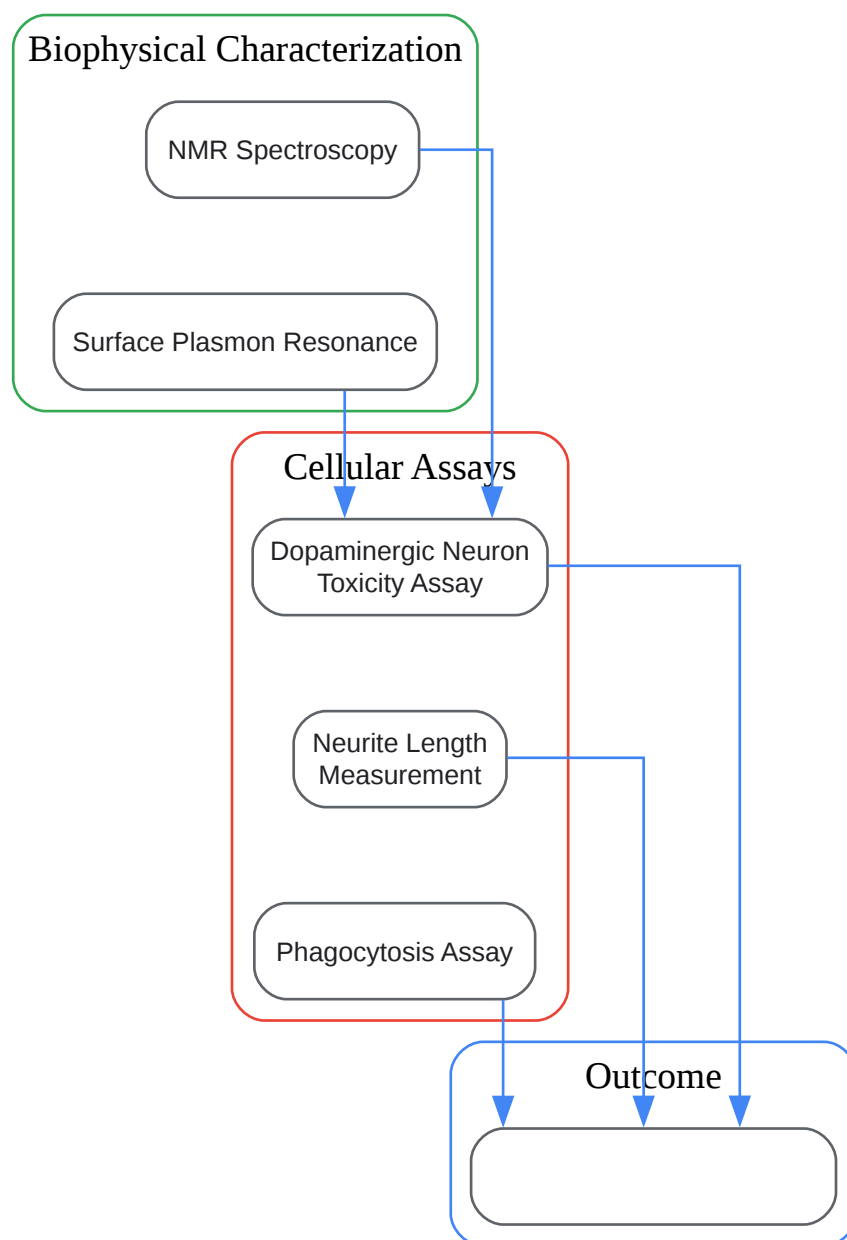 Biophysical Characterization
NMR Spectroscopy
Surface Plasmon Resonance
Cellular Assays
Dopaminergic Neuron
Toxicity Assay
Neurite Length
Measurement
Phagocytosis Assay
Outcome